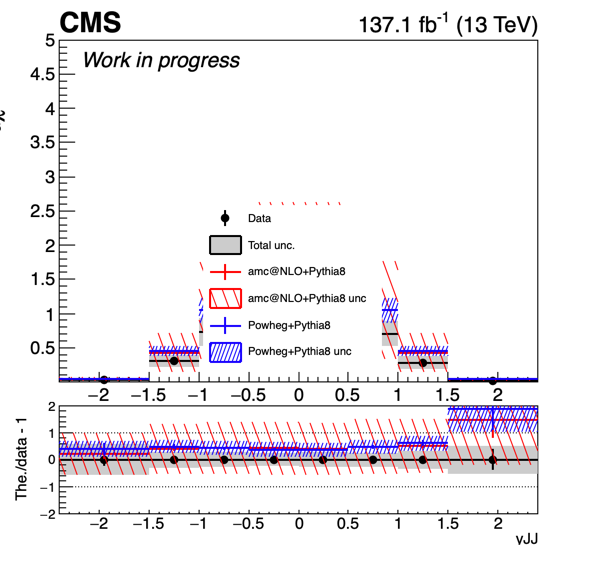 CMS 137.1 fb-1 (13 TeV)
Work in progress
5
4.5
4
3.5
3
2.5
2
1.5
1
0.5
Data
Total unc.
amc@NLO+Pythia8
amc@NLO+Pythia8 unc
Powheg+Pythia8
Powheg+Pythia8 unc
−2 −1.5 −1 −0.5 0 0.5 1 1.5 2
The./data - 1
2
1
0
−1
−2
−2 −1.5 −1 −0.5 0 0.5 1 1.5 2
yJJ